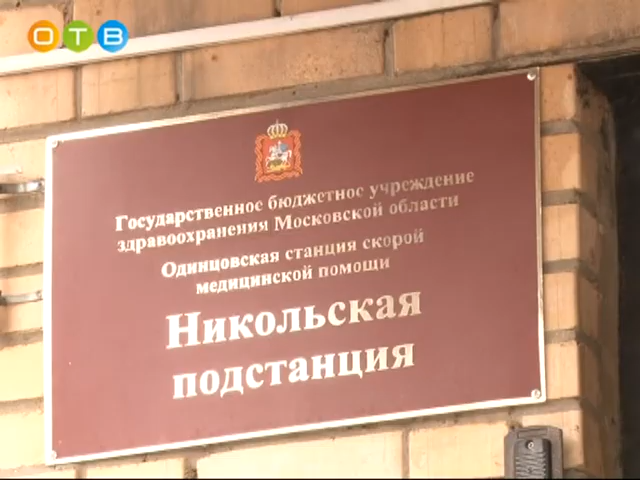 ОТВ
Государственное бюджетное учреждение
здравоохранения Московской области
Одинцовская станция скорой
медицинской помощи
Никольская
подстанция